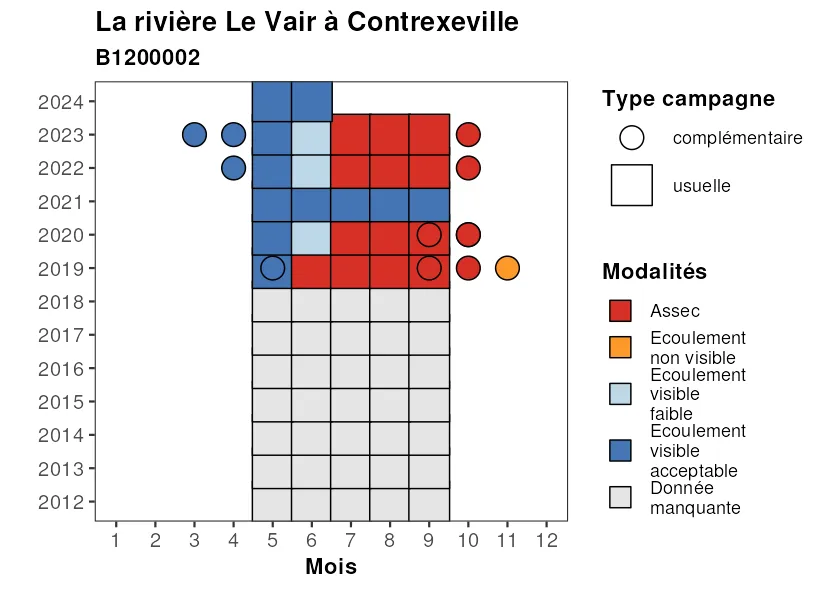 La rivière Le Vair à Contrexeville
B1200002
2024
2023
2022
2021
2020
2019
2018
2017
2016
2015
2014
2013
2012
1 2 3 4 5 6 7 8 9 10 11 12
Mois
Type campagne
complémentaire
usuelle
Modalités
Assec
Ecoulement
non visible
Ecoulement
visible
faible
Ecoulement
visible
acceptable
Donnée
manquante